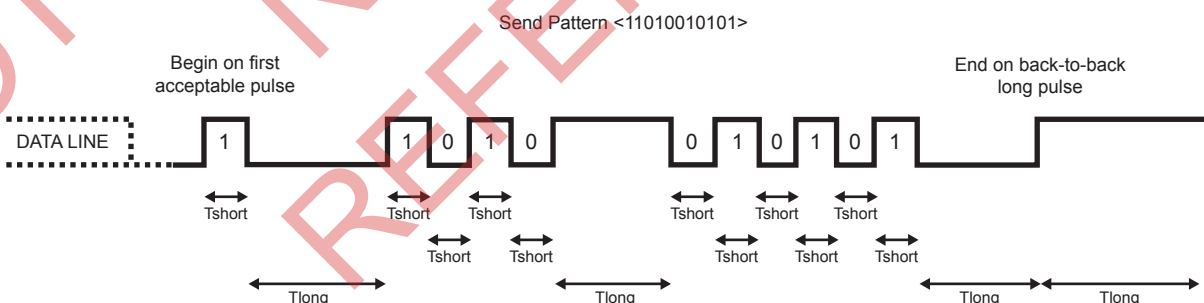 Send Pattern <11010010101>
Begin on first
acceptable pulse
End on back-to-back
long pulse
DATA LINE
1
1 0 1 0
0 1 0 1 0 1
Tshort
Tshort Tshort
Tshort Tshort Tshort
Tshort Tshort
Tshort Tshort Tshort
Tlong
Tlong
Tlong Tlong
REFE